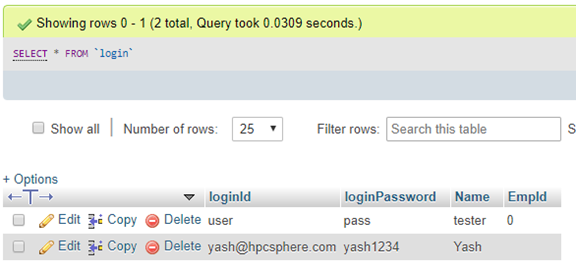 Showing rows 0 - 1 (2 total, Query took 0.0309 seconds.)
SELECT * FROM `login`
Show all | Number of rows: 25 Filter rows: Search this table S
+ Options
←T→ loginId loginPassword Name EmpId
Edit Copy Delete user pass tester 0
Edit Copy Delete yash@hpcsphere.com yash1234 Yash